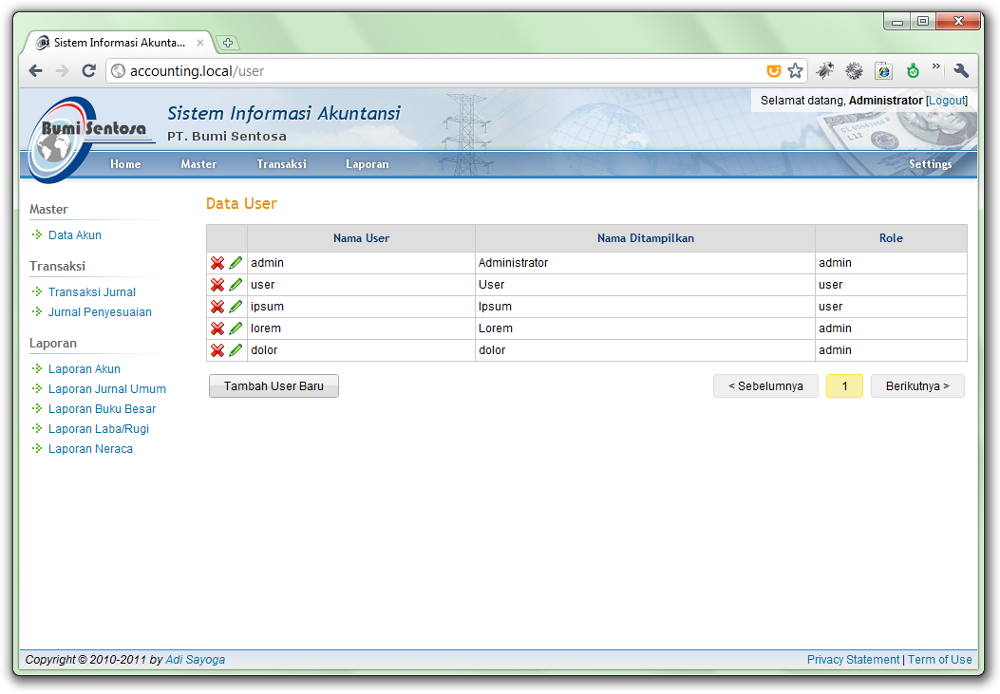 Sistem Informasi Akunta...
accounting.local/user
Selamat datang, Administrator [Logout]
Bumi Sentosa
Sistem Informasi Akuntansi
PT. Bumi Sentosa
Home Master Transaksi Laporan Settings
Master
Data Akun
Transaksi
Transaksi Jurnal
Jurnal Penyesuaian
Laporan
Laporan Akun
Laporan Jurnal Umum
Laporan Buku Besar
Laporan Laba/Rugi
Laporan Neraca
Data User
Nama User Nama Ditampilkan Role
admin Administrator admin
user User user
ipsum Ipsum user
lorem Lorem admin
dolor dolor admin
Tambah User Baru < Sebelumnya 1 Berikutnya >
Copyright © 2010-2011 by Adi Sayoga Privacy Statement | Term of Use